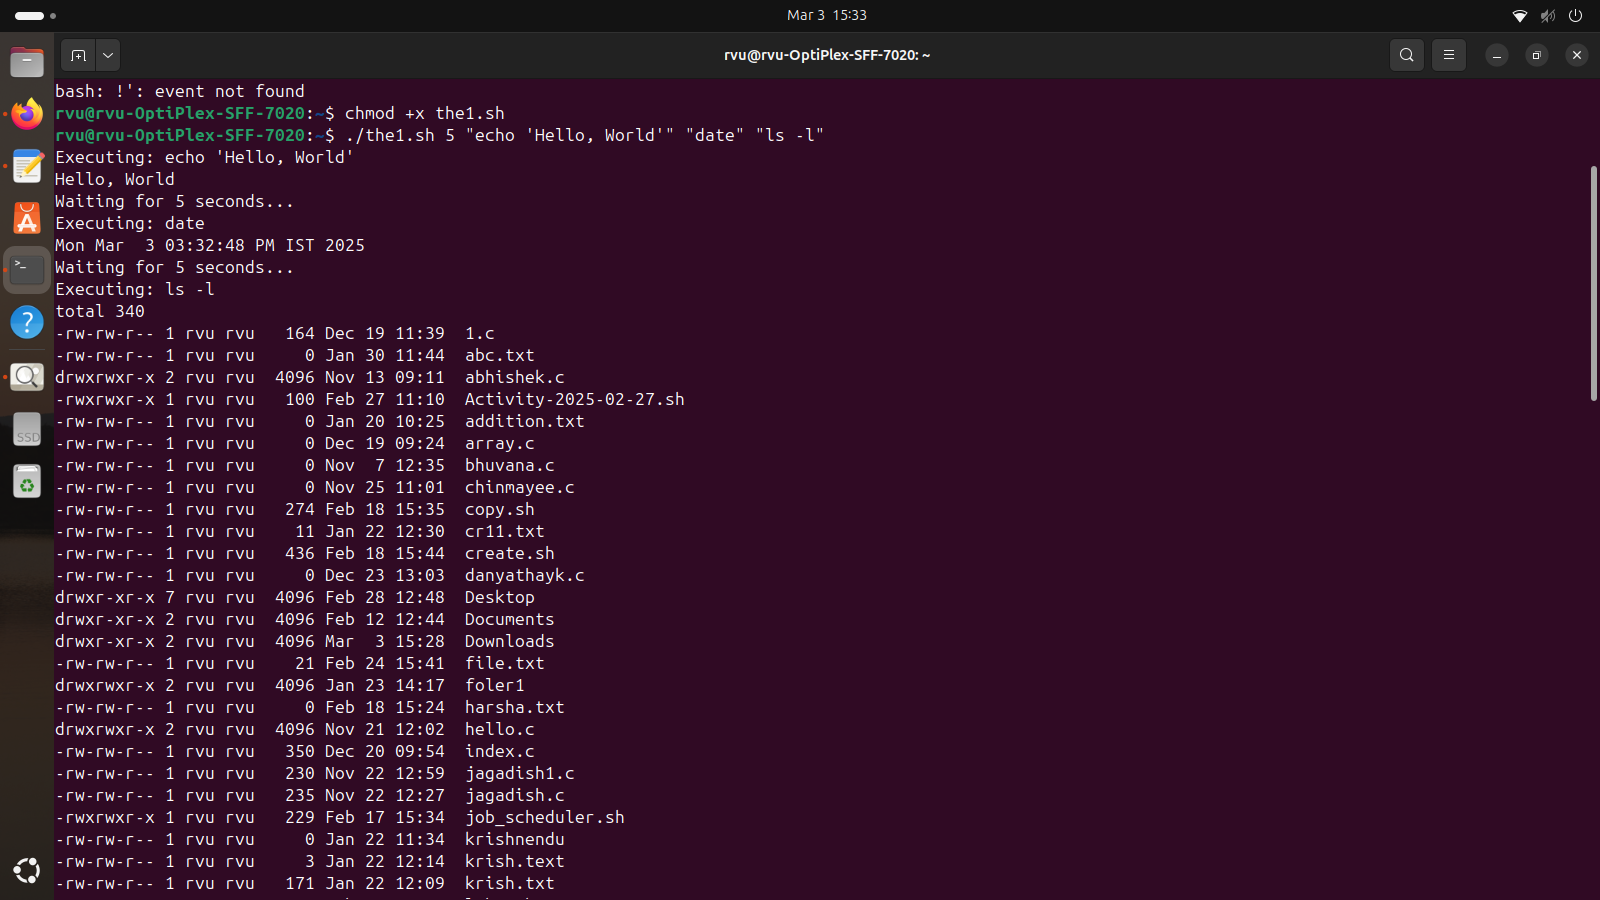 Mar 3 15:33
rvu@rvu-OptiPlex-SFF-7020: ~
bash: !': event not found
rvu@rvu-OptiPlex-SFF-7020:~$ chmod +x the1.sh
rvu@rvu-OptiPlex-SFF-7020:~$ ./the1.sh 5 "echo 'Hello, World'" "date" "ls -l"
Executing: echo 'Hello, World'
Hello, World
Waiting for 5 seconds...
Executing: date
Mon Mar  3 03:32:48 PM IST 2025
Waiting for 5 seconds...
Executing: ls -l
total 340
-rw-rw-r-- 1 rvu rvu   164 Dec 19 11:39  1.c
-rw-rw-r-- 1 rvu rvu     0 Jan 30 11:44  abc.txt
drwxrwxr-x 2 rvu rvu  4096 Nov 13 09:11  abhishek.c
-rwxrwxr-x 1 rvu rvu   100 Feb 27 11:10  Activity-2025-02-27.sh
-rw-rw-r-- 1 rvu rvu     0 Jan 20 10:25  addition.txt
-rw-rw-r-- 1 rvu rvu     0 Dec 19 09:24  array.c
-rw-rw-r-- 1 rvu rvu     0 Nov  7 12:35  bhuvana.c
-rw-rw-r-- 1 rvu rvu     0 Nov 25 11:01  chinmayee.c
-rw-rw-r-- 1 rvu rvu   274 Feb 18 15:35  copy.sh
-rw-rw-r-- 1 rvu rvu    11 Jan 22 12:30  cr11.txt
-rw-rw-r-- 1 rvu rvu   436 Feb 18 15:44  create.sh
-rw-rw-r-- 1 rvu rvu     0 Dec 23 13:03  danyathayk.c
drwxr-xr-x 7 rvu rvu  4096 Feb 28 12:48  Desktop
drwxr-xr-x 2 rvu rvu  4096 Feb 12 12:44  Documents
drwxr-xr-x 2 rvu rvu  4096 Mar  3 15:28  Downloads
-rw-rw-r-- 1 rvu rvu    21 Feb 24 15:41  file.txt
drwxrwxr-x 2 rvu rvu  4096 Jan 23 14:17  foler1
-rw-rw-r-- 1 rvu rvu     0 Feb 18 15:24  harsha.txt
drwxrwxr-x 2 rvu rvu  4096 Nov 21 12:02  hello.c
-rw-rw-r-- 1 rvu rvu   350 Dec 20 09:54  index.c
-rw-rw-r-- 1 rvu rvu   230 Nov 22 12:59  jagadish1.c
-rw-rw-r-- 1 rvu rvu   235 Nov 22 12:27  jagadish.c
-rwxrwxr-x 1 rvu rvu   229 Feb 17 15:34  job_scheduler.sh
-rw-rw-r-- 1 rvu rvu     0 Jan 22 11:34  krishnendu
-rw-rw-r-- 1 rvu rvu     3 Jan 22 12:14  krish.text
-rw-rw-r-- 1 rvu rvu   171 Jan 22 12:09  krish.txt
SSD